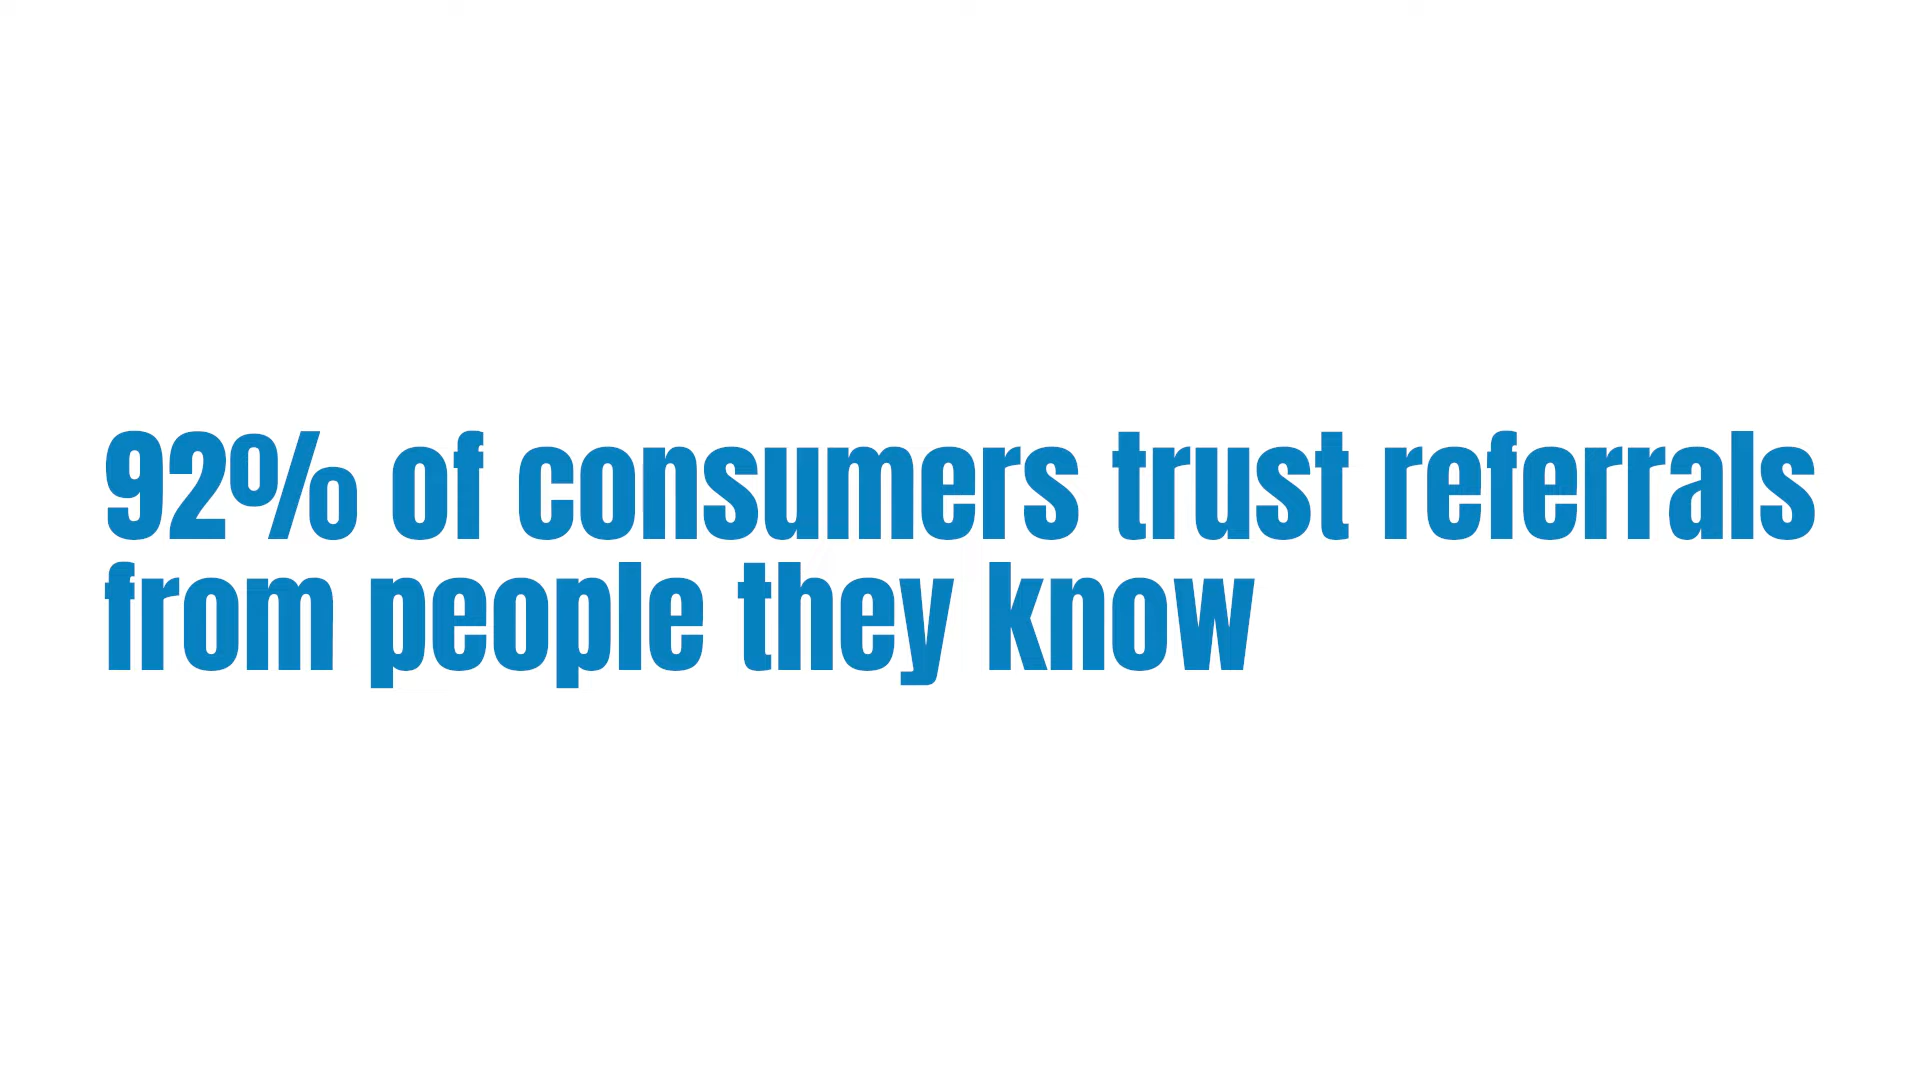 92% of consumers trust referrals
from people they know